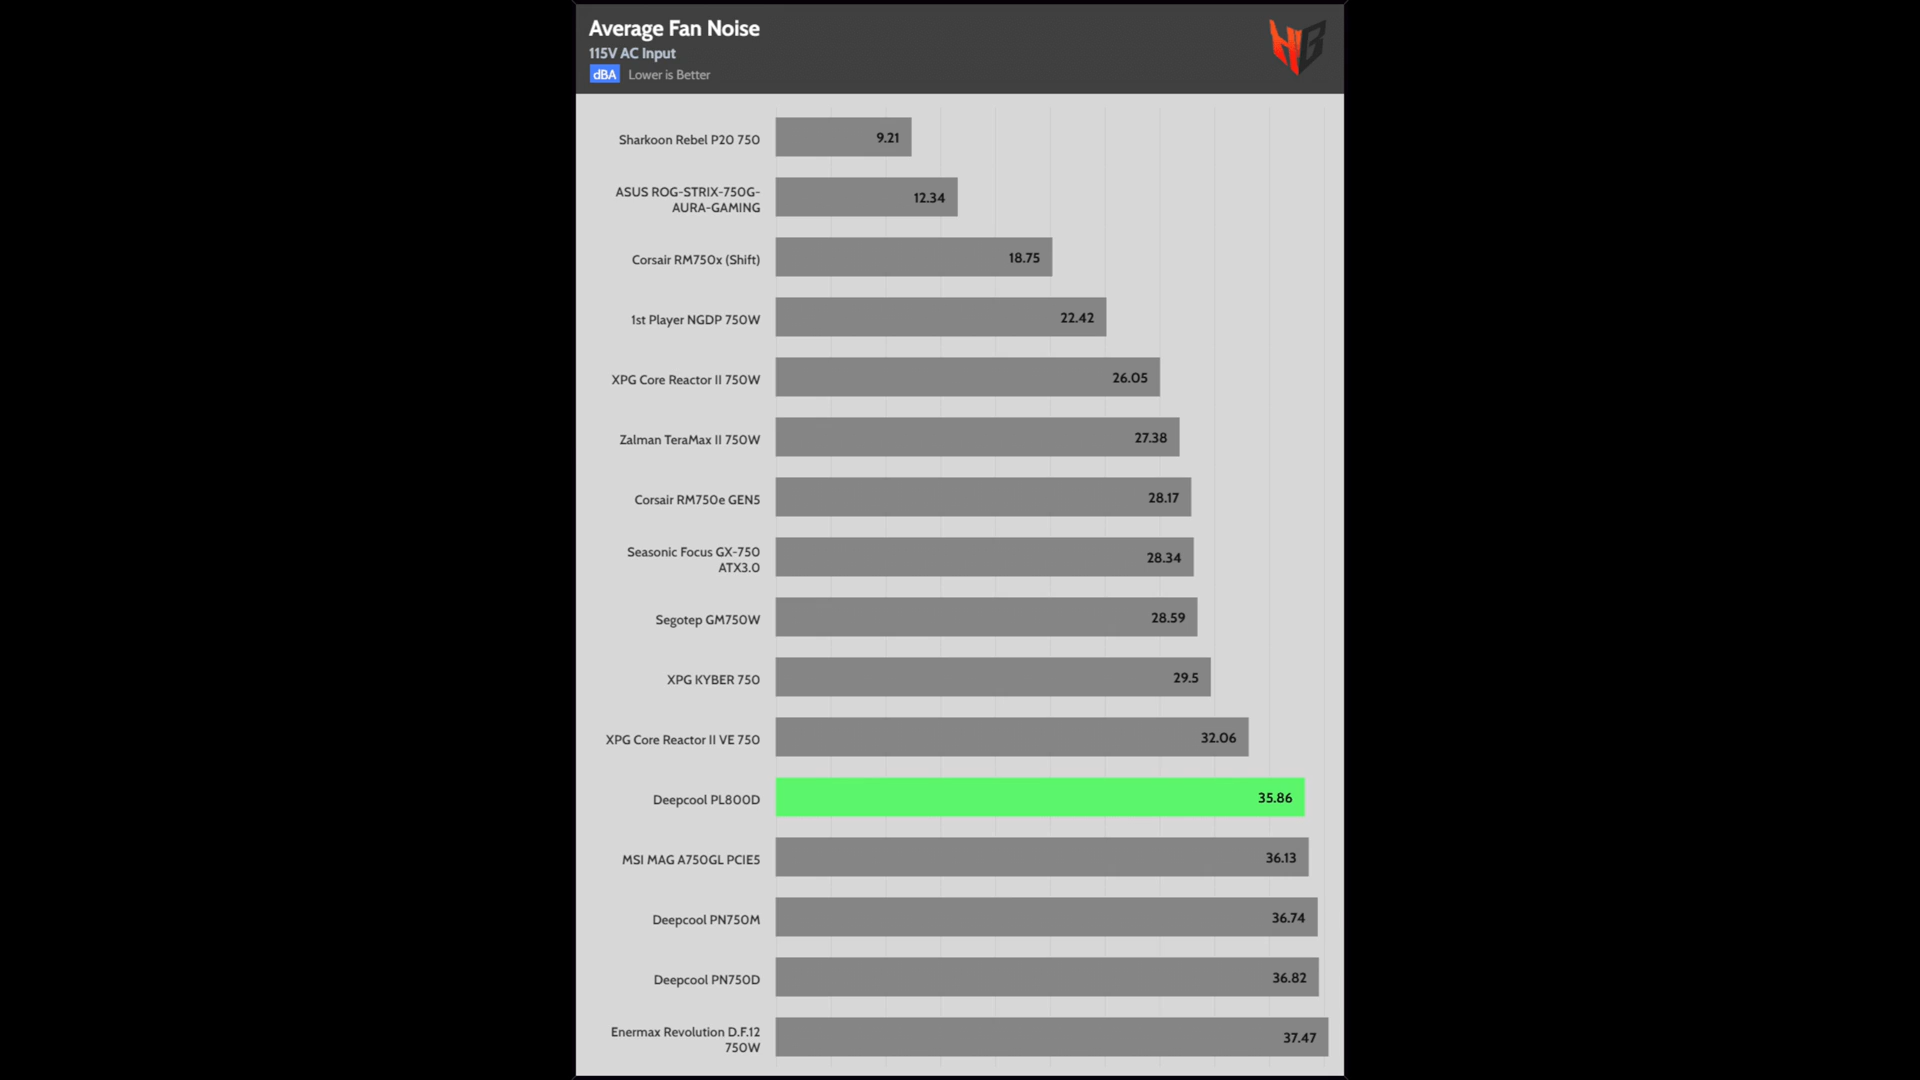 Average Fan Noise
115V AC Input
dBA Lower is Better
HB
Sharkoon Rebel P20 750 9.21
ASUS ROG-STRIX-750G-
AURA-GAMING 12.34
Corsair RM750x (Shift) 18.75
1st Player NGDP 750W 22.42
XPG Core Reactor II 750W 26.05
Zalman TeraMax II 750W 27.38
Corsair RM750e GEN5 28.17
Seasonic Focus GX-750
ATX3.0 28.34
Segotep GM750W 28.59
XPG KYBER 750 29.5
XPG Core Reactor II VE 750 32.06
Deepcool PL800D 35.86
MSI MAG A750GL PCIE5 36.13
Deepcool PN750M 36.74
Deepcool PN750D 36.82
Enermax Revolution D.F.12
750W 37.47